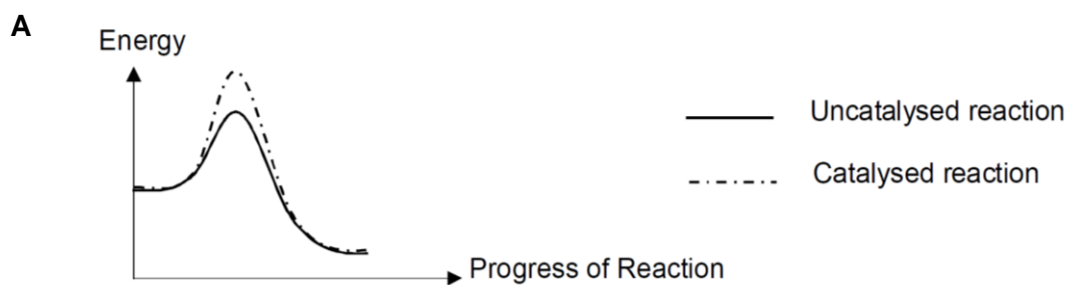 A
Energy
Uncatalysed reaction
Catalysed reaction
Progress of Reaction